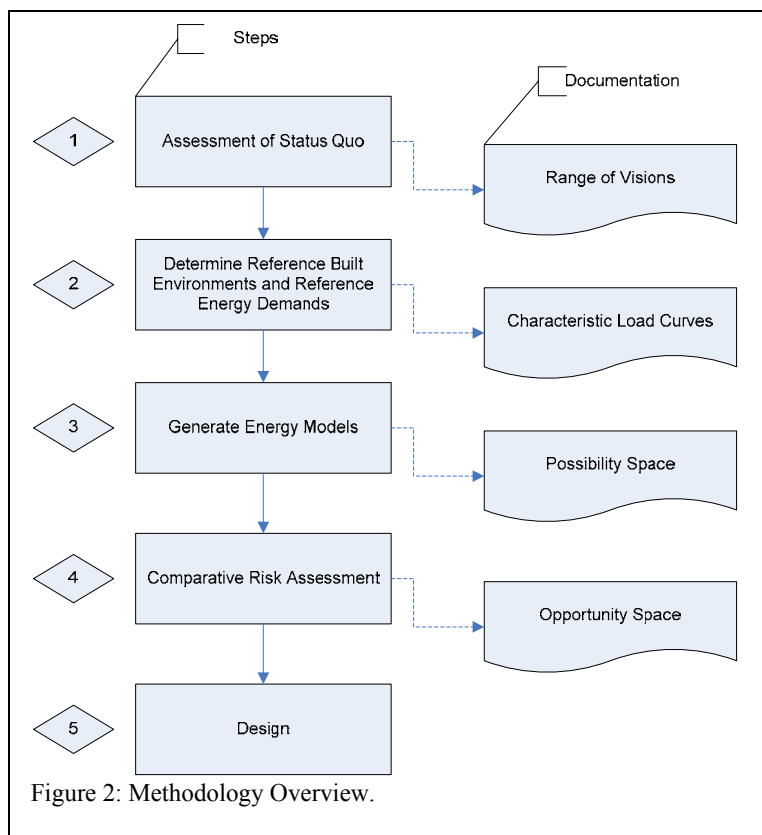 Steps
Documentation
1
Assessment of Status Quo
Range of Visions
2
Determine Reference Built
Environments and Reference
Energy Demands
Characteristic Load Curves
3
Generate Energy Models
Possibility Space
4
Comparative Risk Assessment
Opportunity Space
5
Design
Figure 2: Methodology Overview.